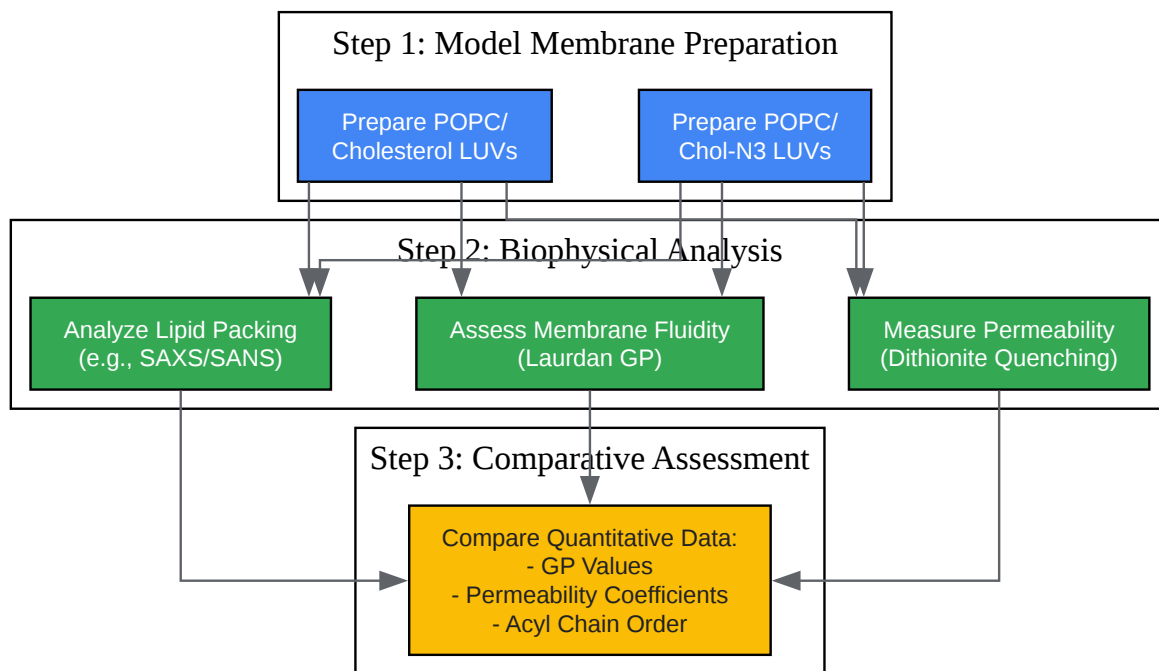 Step 1: Model Membrane Preparation
Prepare POPC/
Cholesterol LUVs
Prepare POPC/
Chol-N3 LUVs
Step 2: Biophysical Analysis
Analyze Lipid Packing
(e.g., SAXS/SANS)
Assess Membrane Fluidity
(Laurdan GP)
Measure Permeability
(Dithionite Quenching)
Step 3: Comparative Assessment
Compare Quantitative Data:
- GP Values
- Permeability Coefficients
- Acyl Chain Order